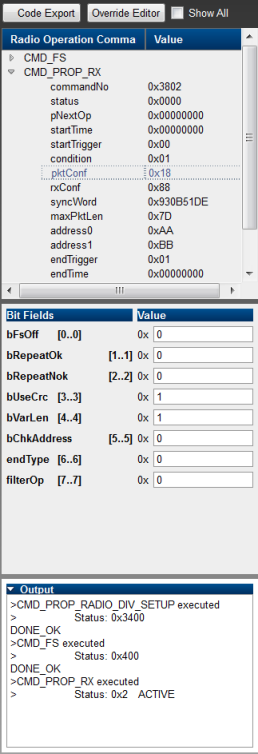 Code Export Override Editor Show All
Radio Operation Comma Value
CMD_FS
CMD_PROP_RX
commandNo 0x3802
status 0x0000
pNextOp 0x00000000
startTime 0x00000000
startTrigger 0x00
condition 0x01
pktConf 0x18
rxConf 0x88
syncWord 0x930B51DE
maxPktLen 0x7D
address0 0xAA
address1 0xBB
endTrigger 0x01
endTime 0x00000000
Bit Fields Value
bFsOff [0..0] 0x 0
bRepeatOk [1..1] 0x 0
bRepeatNok [2..2] 0x 0
bUseCrc [3..3] 0x 1
bVarLen [4..4] 0x 1
bChkAddress [5..5] 0x 0
endType [6..6] 0x 0
filterOp [7..7] 0x 0
Output
>CMD_PROP_RADIO_DIV_SETUP executed
> Status: 0x3400
DONE_OK
>CMD_FS executed
> Status: 0x400
DONE_OK
>CMD_PROP_RX executed
> Status: 0x2 ACTIVE